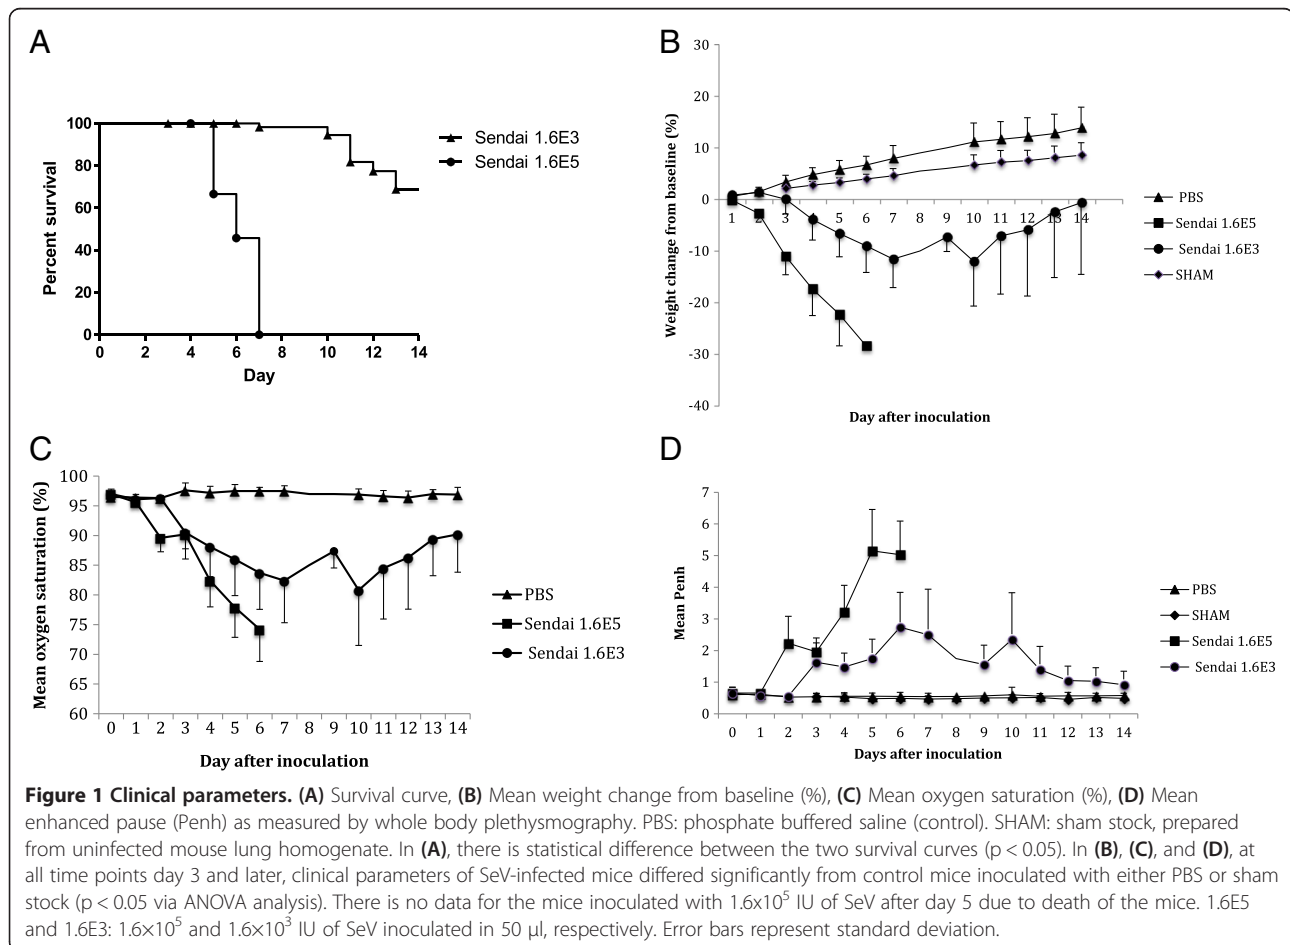 A
100
80
60
40
20
0
Percent survival
0 2 4 6 8 10 12 14
Day
Sendai 1.6E3
Sendai 1.6E5
B
30
20
10
0
-10
-20
-30
-40
Weight change from baseline (%)
1 2 3 4 5 6 7 8 9 10 11 12 13 14
Day after inoculation
PBS
Sendai 1.6E5
Sendai 1.6E3
SHAM
C
100
95
90
85
80
75
70
65
60
Mean oxygen saturation (%)
0 1 2 3 4 5 6 7 8 9 10 11 12 13 14
Day after inoculation
PBS
Sendai 1.6E5
Sendai 1.6E3
D
7
6
5
4
3
2
1
0
Mean Penh
0 1 2 3 4 5 6 7 8 9 10 11 12 13 14
Days after inoculation
PBS
SHAM
Sendai 1.6E5
Sendai 1.6E3
Figure 1 Clinical parameters. (A) Survival curve, (B) Mean weight change from baseline (%), (C) Mean oxygen saturation (%), (D) Mean
enhanced pause (Penh) as measured by whole body plethysmography. PBS: phosphate buffered saline (control). SHAM: sham stock, prepared
from uninfected mouse lung homogenate. In (A), there is statistical difference between the two survival curves (p < 0.05). In (B), (C), and (D), at
all time points day 3 and later, clinical parameters of SeV-infected mice differed significantly from control mice inoculated with either PBS or sham
stock (p < 0.05 via ANOVA analysis). There is no data for the mice inoculated with 1.6x10⁵ IU of SeV after day 5 due to death of the mice. 1.6E5
and 1.6E3: 1.6×10⁵ and 1.6×10³ IU of SeV inoculated in 50 μl, respectively. Error bars represent standard deviation.